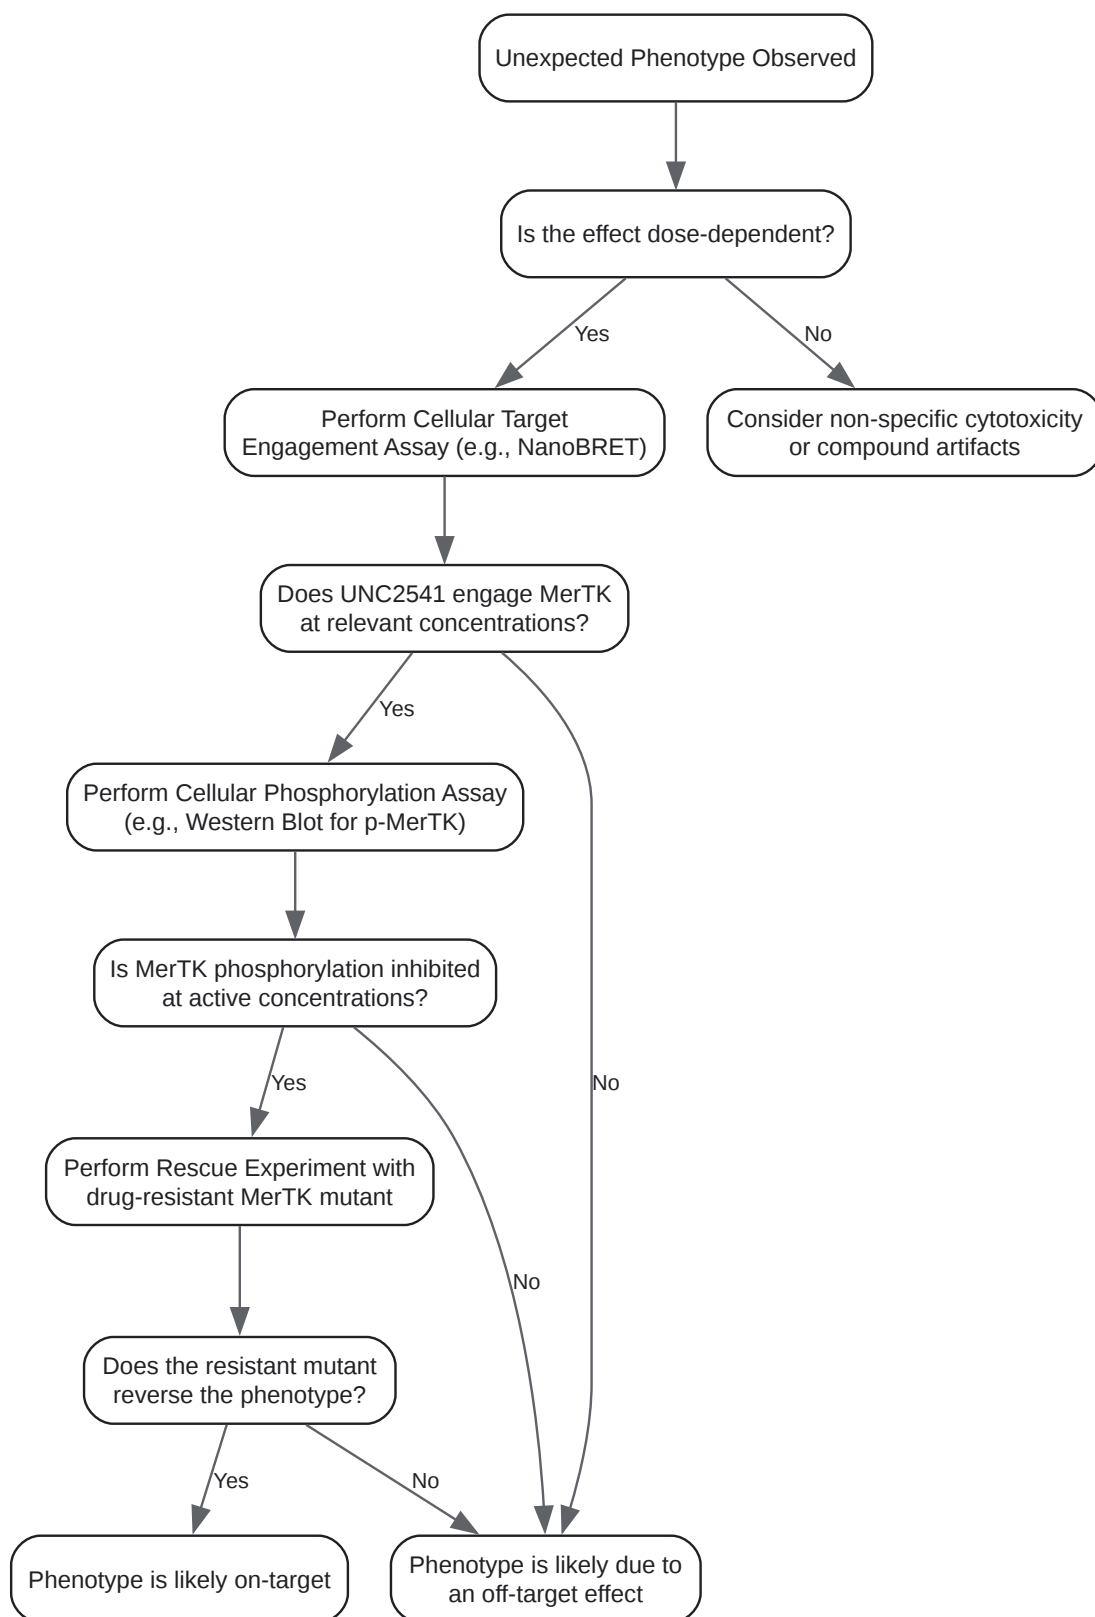 Unexpected Phenotype Observed
Is the effect dose-dependent?
Yes
No
Perform Cellular Target
Engagement Assay (e.g., NanoBRET)
Consider non-specific cytotoxicity
or compound artifacts
Does UNC2541 engage MerTK
at relevant concentrations?
Yes
Perform Cellular Phosphorylation Assay
(e.g., Western Blot for p-MerTK)
Is MerTK phosphorylation inhibited
at active concentrations?
Yes
No
Perform Rescue Experiment with
drug-resistant MerTK mutant
No
Does the resistant mutant
reverse the phenotype?
Yes
No
Phenotype is likely on-target
Phenotype is likely due to
an off-target effect